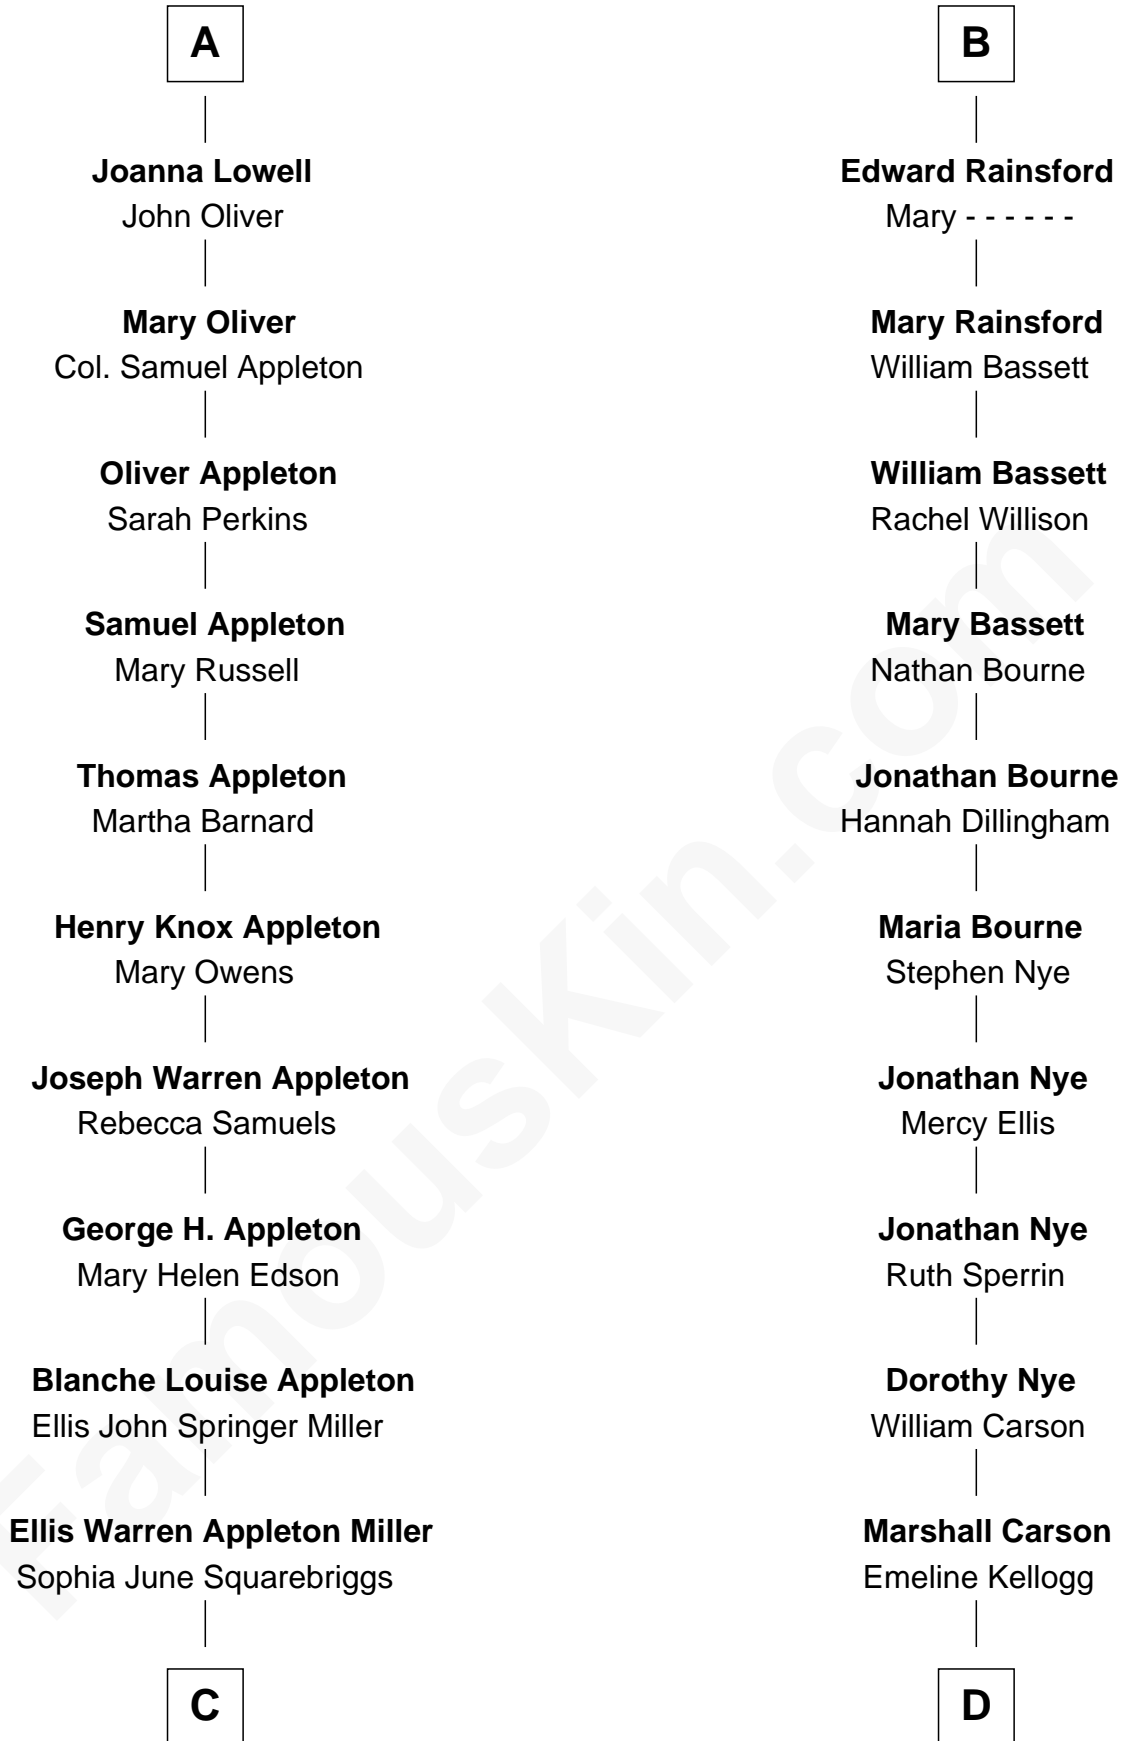 A
Joanna Lowell
John Oliver
Mary Oliver
Col. Samuel Appleton
Oliver Appleton
Sarah Perkins
Samuel Appleton
Mary Russell
Thomas Appleton
Martha Barnard
Henry Knox Appleton
Mary Owens
Joseph Warren Appleton
Rebecca Samuels
George H. Appleton
Mary Helen Edson
Blanche Louise Appleton
Ellis John Springer Miller
Ellis Warren Appleton Miller
Sophia June Squarebriggs
C
B
Edward Rainsford
Mary - - - - - -
Mary Rainsford
William Bassett
William Bassett
Rachel Willison
Mary Bassett
Nathan Bourne
Jonathan Bourne
Hannah Dillingham
Maria Bourne
Stephen Nye
Jonathan Nye
Mercy Ellis
Jonathan Nye
Ruth Sperrin
Dorothy Nye
William Carson
Marshall Carson
Emeline Kellogg
D
FamousKin.com